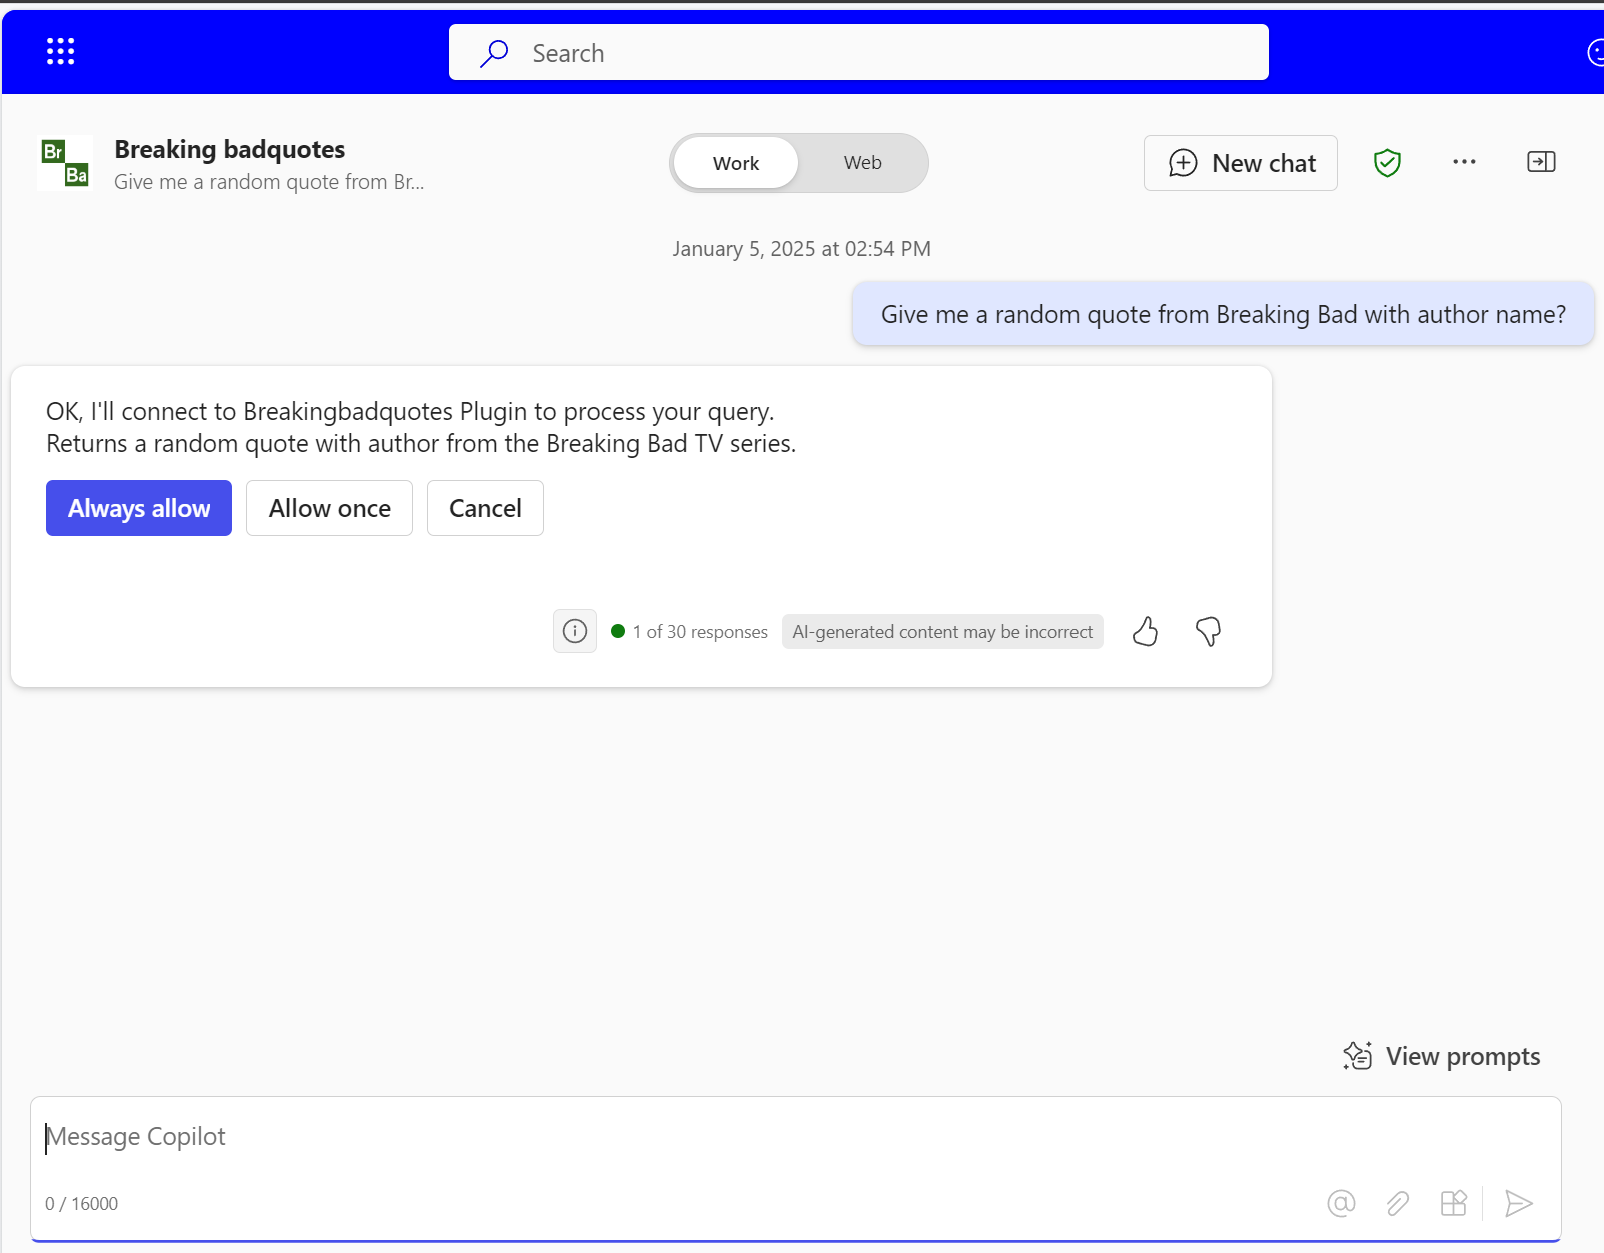 Search
Br
Ba
Breaking badquotes
Give me a random quote from Br...
Work
Web
New chat
January 5, 2025 at 02:54 PM
Give me a random quote from Breaking Bad with author name?
OK, I'll connect to Breakingbadquotes Plugin to process your query.
Returns a random quote with author from the Breaking Bad TV series.
Always allow
Allow once
Cancel
1 of 30 responses
AI-generated content may be incorrect
View prompts
Message Copilot
0 / 16000